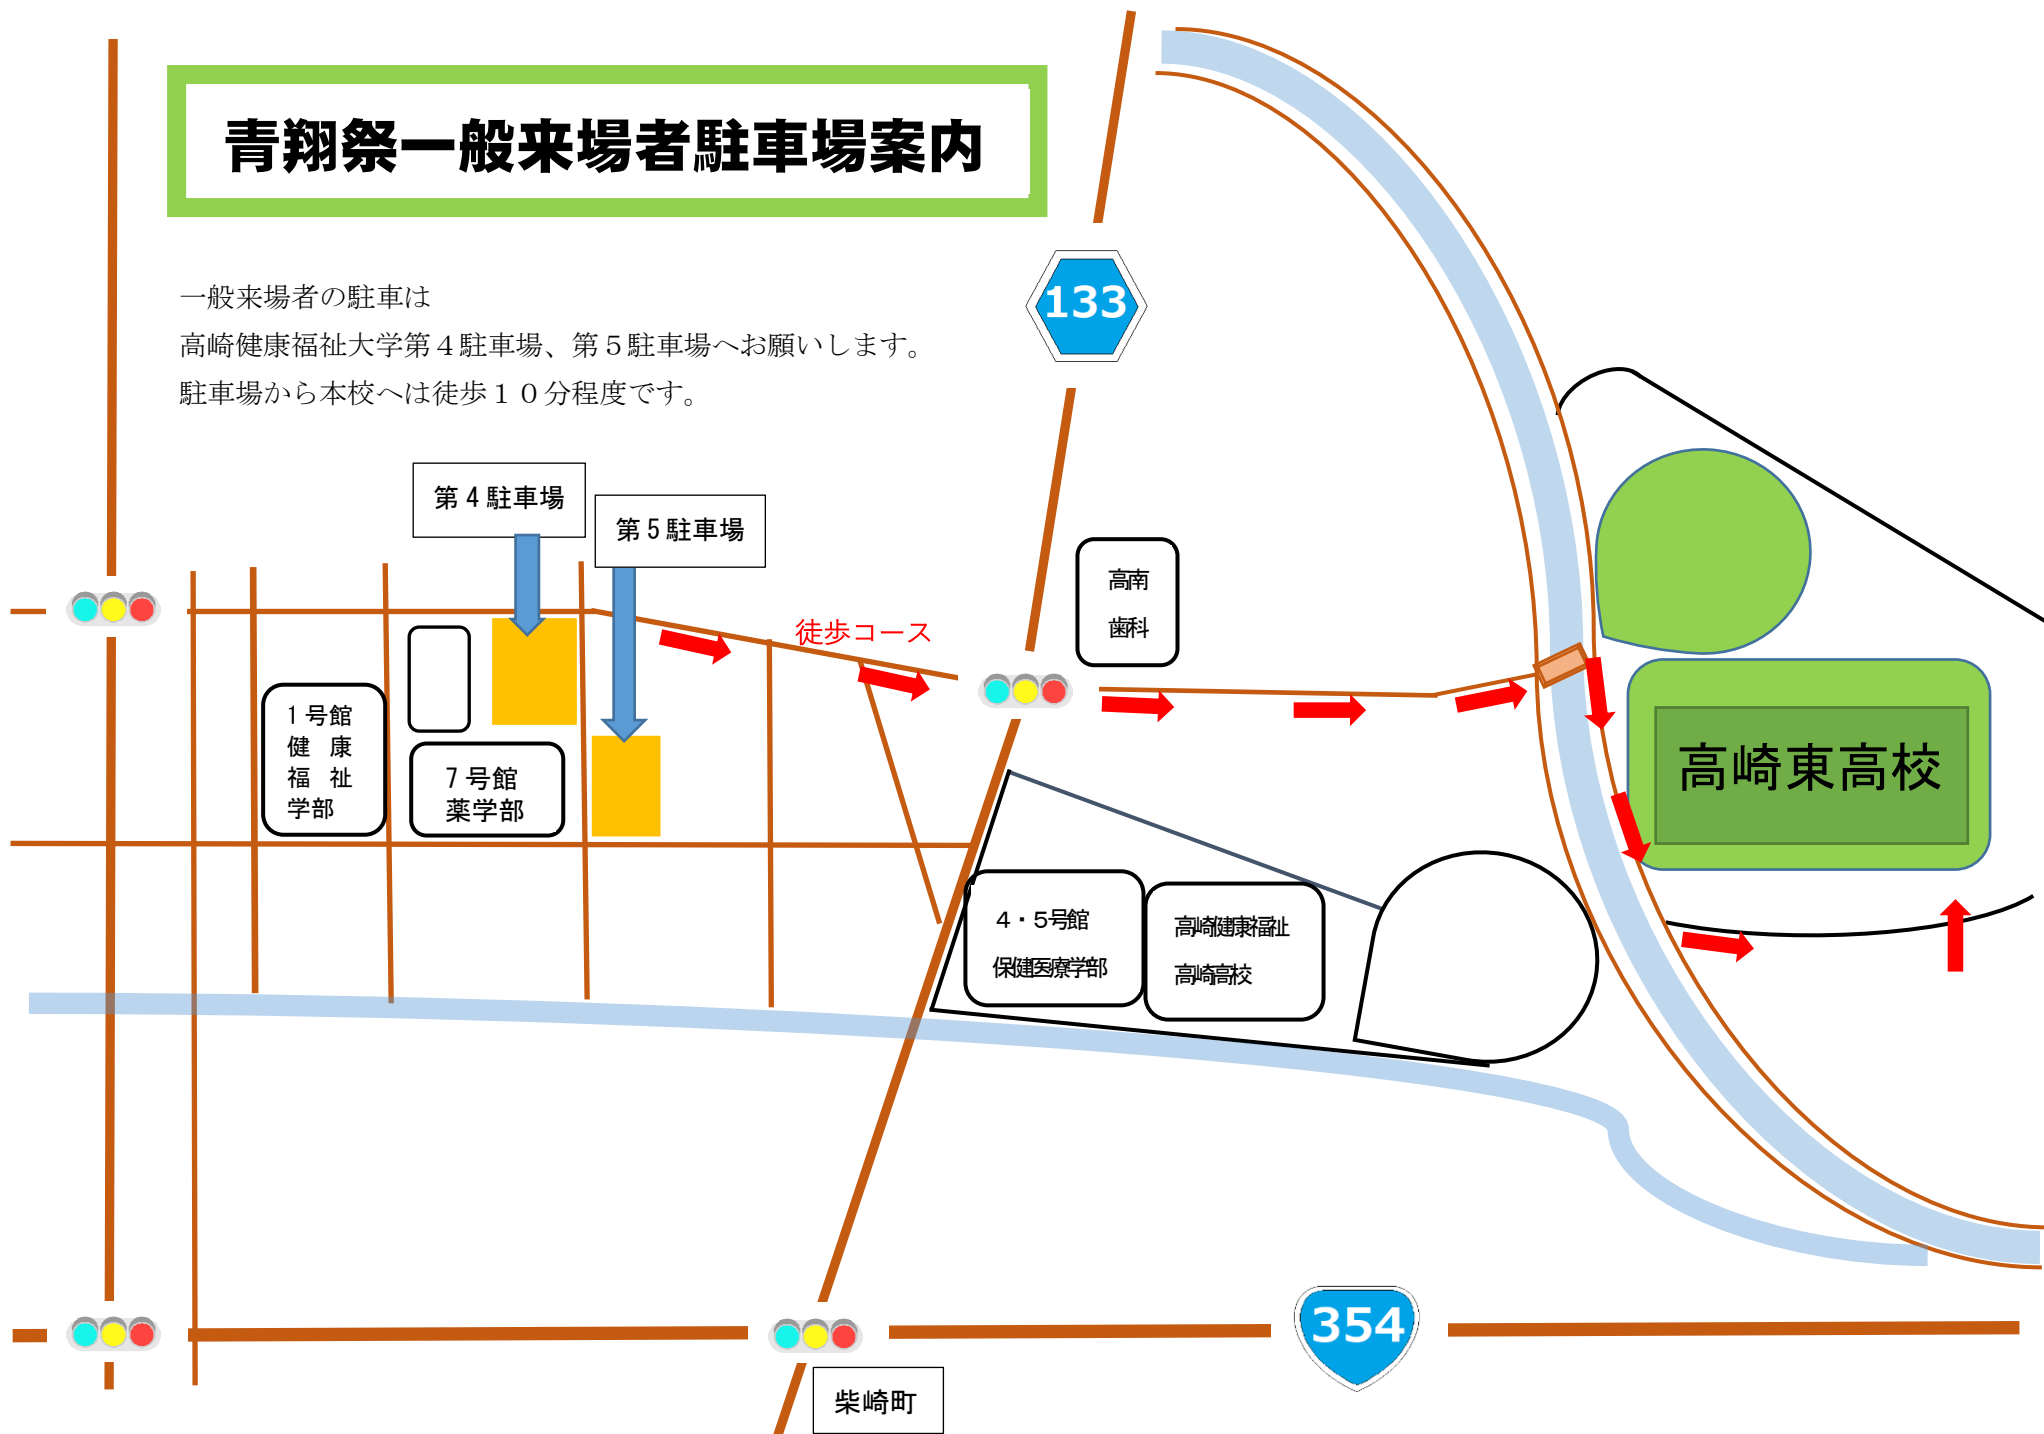 青翔祭一般来場者駐車場案内
一般来場者の駐車は
高崎健康福祉大学第４駐車場、第５駐車場へお願いします。
駐車場から本校へは徒歩１０分程度です。
133
第4駐車場
第5駐車場
徒歩コース
高南
歯科
1号館
健　康
福　祉
学部
7号館
薬学部
高崎東高校
４・５号館
保健医療学部
高崎健康福祉
高崎高校
354
柴崎町